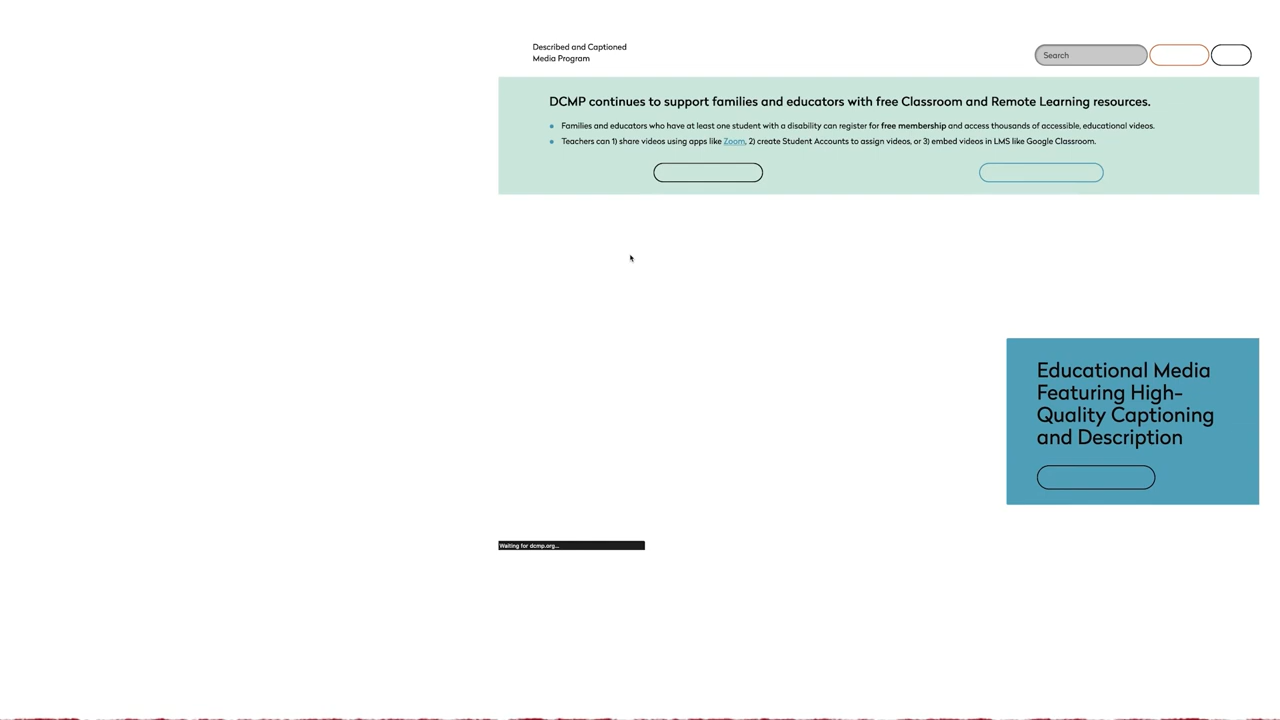 Described and Captioned
Media Program
Search
DCMP continues to support families and educators with free Classroom and Remote Learning resources.
Families and educators who have at least one student with a disability can register for free membership and access thousands of accessible, educational videos.
Teachers can 1) share videos using apps like Zoom, 2) create Student Accounts to assign videos, or 3) embed videos in LMS like Google Classroom.
Educational Media
Featuring High-
Quality Captioning
and Description
Waiting for dcmp.org...